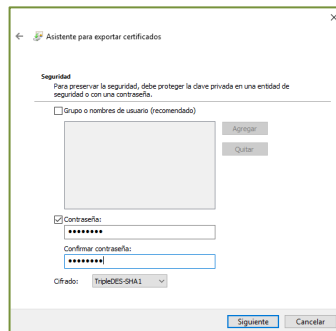 Asistente para exportar certificados
Seguridad
Para preservar la seguridad, debe proteger la clave privada en una entidad de
seguridad o con una contraseña.
Grupo o nombres de usuario (recomendado)
Agregar
Quitar
Contraseña:
••••••••
Confirmar contraseña:
••••••••
Cifrado: TripleDES-SHA1
Siguiente Cancelar